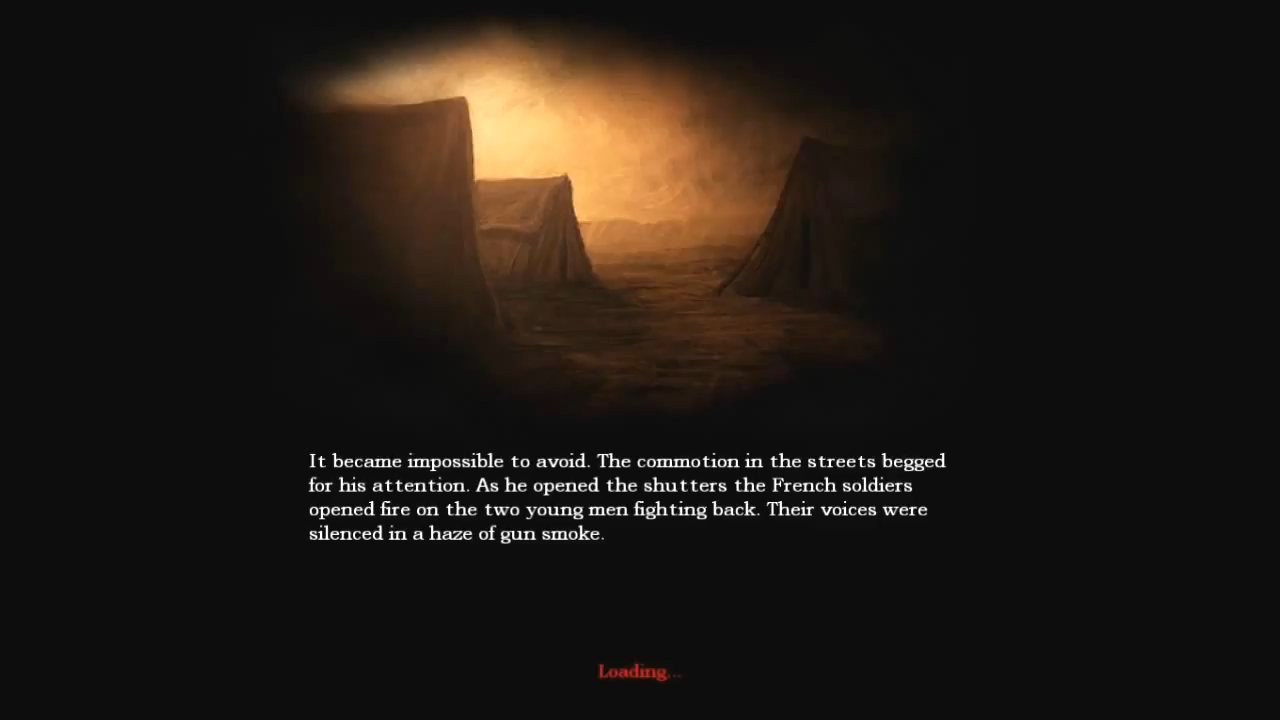 It became impossible to avoid. The commotion in the streets begged
for his attention. As he opened the shutters the French soldiers
opened fire on the two young men fighting back. Their voices were
silenced in a haze of gun smoke.
Loading...